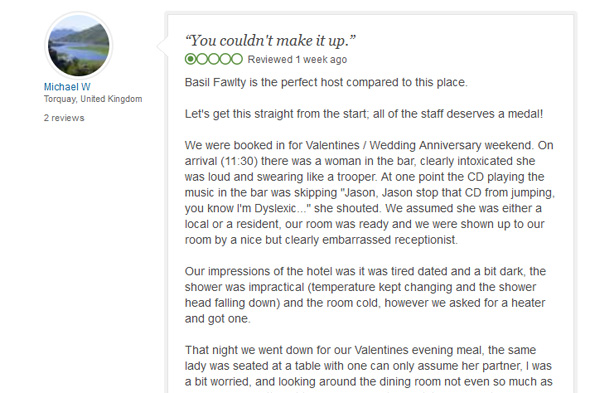 “You couldn't make it up.”
Reviewed 1 week ago
Michael W
Torquay, United Kingdom
2 reviews
Basil Fawlty is the perfect host compared to this place.
Let's get this straight from the start; all of the staff deserves a medal!
We were booked in for Valentines / Wedding Anniversary weekend. On
arrival (11:30) there was a woman in the bar, clearly intoxicated she
was loud and swearing like a trooper. At one point the CD playing the
music in the bar was skipping "Jason, Jason stop that CD from jumping,
you know I'm Dyslexic..." she shouted. We assumed she was either a
local or a resident, our room was ready and we were shown up to our
room by a nice but clearly embarrassed receptionist.
Our impressions of the hotel was it was tired dated and a bit dark, the
shower was impractical (temperature kept changing and the shower
head falling down) and the room cold, however we asked for a heater
and got one.
That night we went down for our Valentines evening meal, the same
lady was seated at a table with one can only assume her partner, I was
a bit worried, and looking around the dining room not even so much as